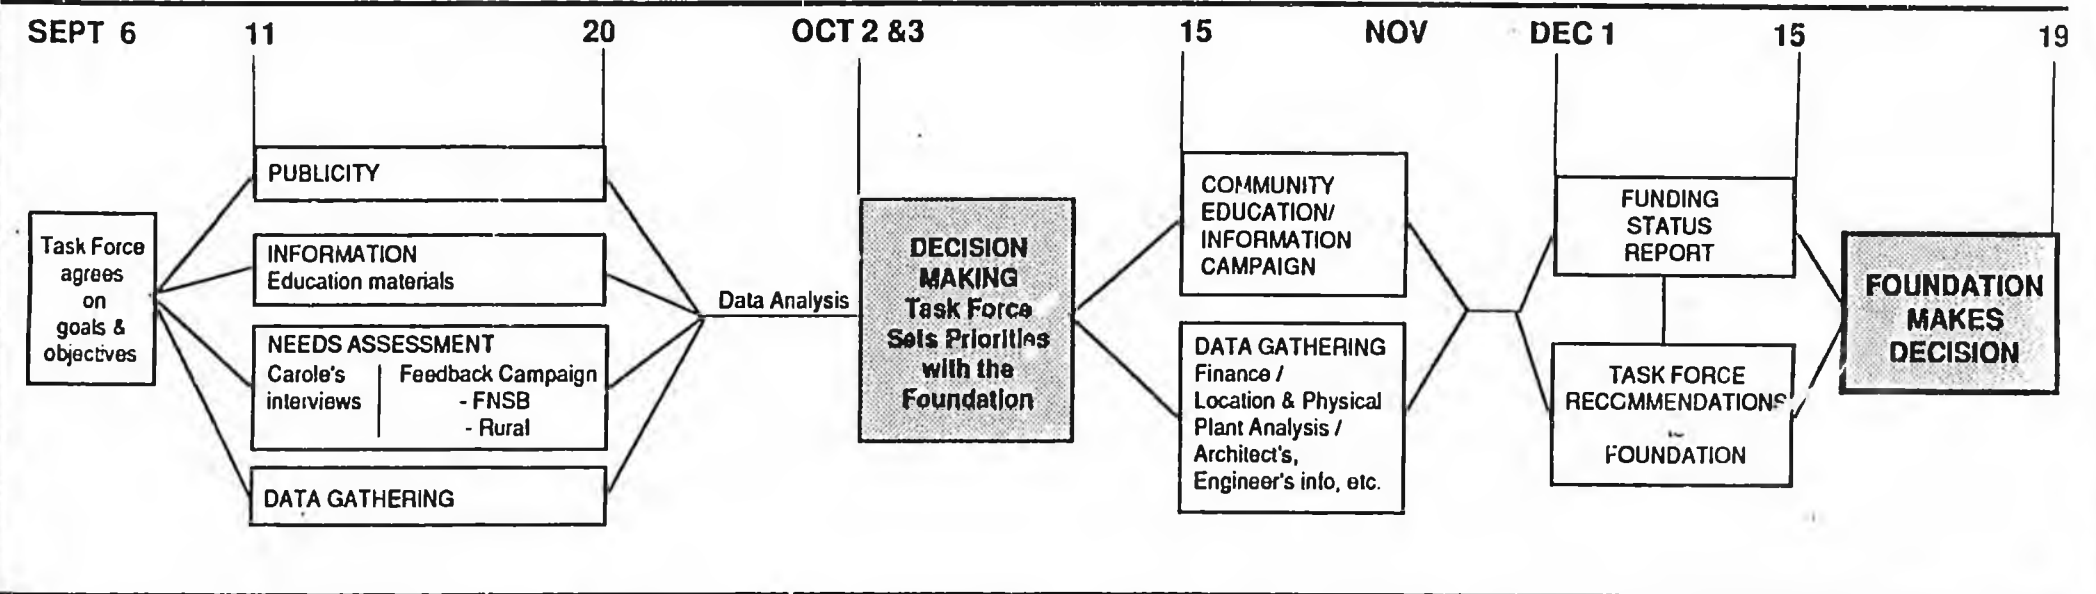 SEPT 6 11 20 OCT 2 &3 15 NOV DEC 1 15 19
Task Force
agrees
on
goals &
objectives
PUBLICITY
INFORMATION
Education materials
NEEDS ASSESSMENT
Carole's
interviews
Feedback Campaign
- FNSB
- Rural
DATA GATHERING
Data Analysis
DECISION
MAKING
Task Force
Sets Priorities
with the
Foundation
COMMUNITY
EDUCATION/
INFORMATION
CAMPAIGN
DATA GATHERING
Finance /
Location & Physical
Plant Analysis /
Architect's,
Engineer's info, etc.
FUNDING
STATUS
REPORT
TASK FORCE
RECOMMENDATIONS
FOUNDATION
FOUNDATION
MAKES
DECISION